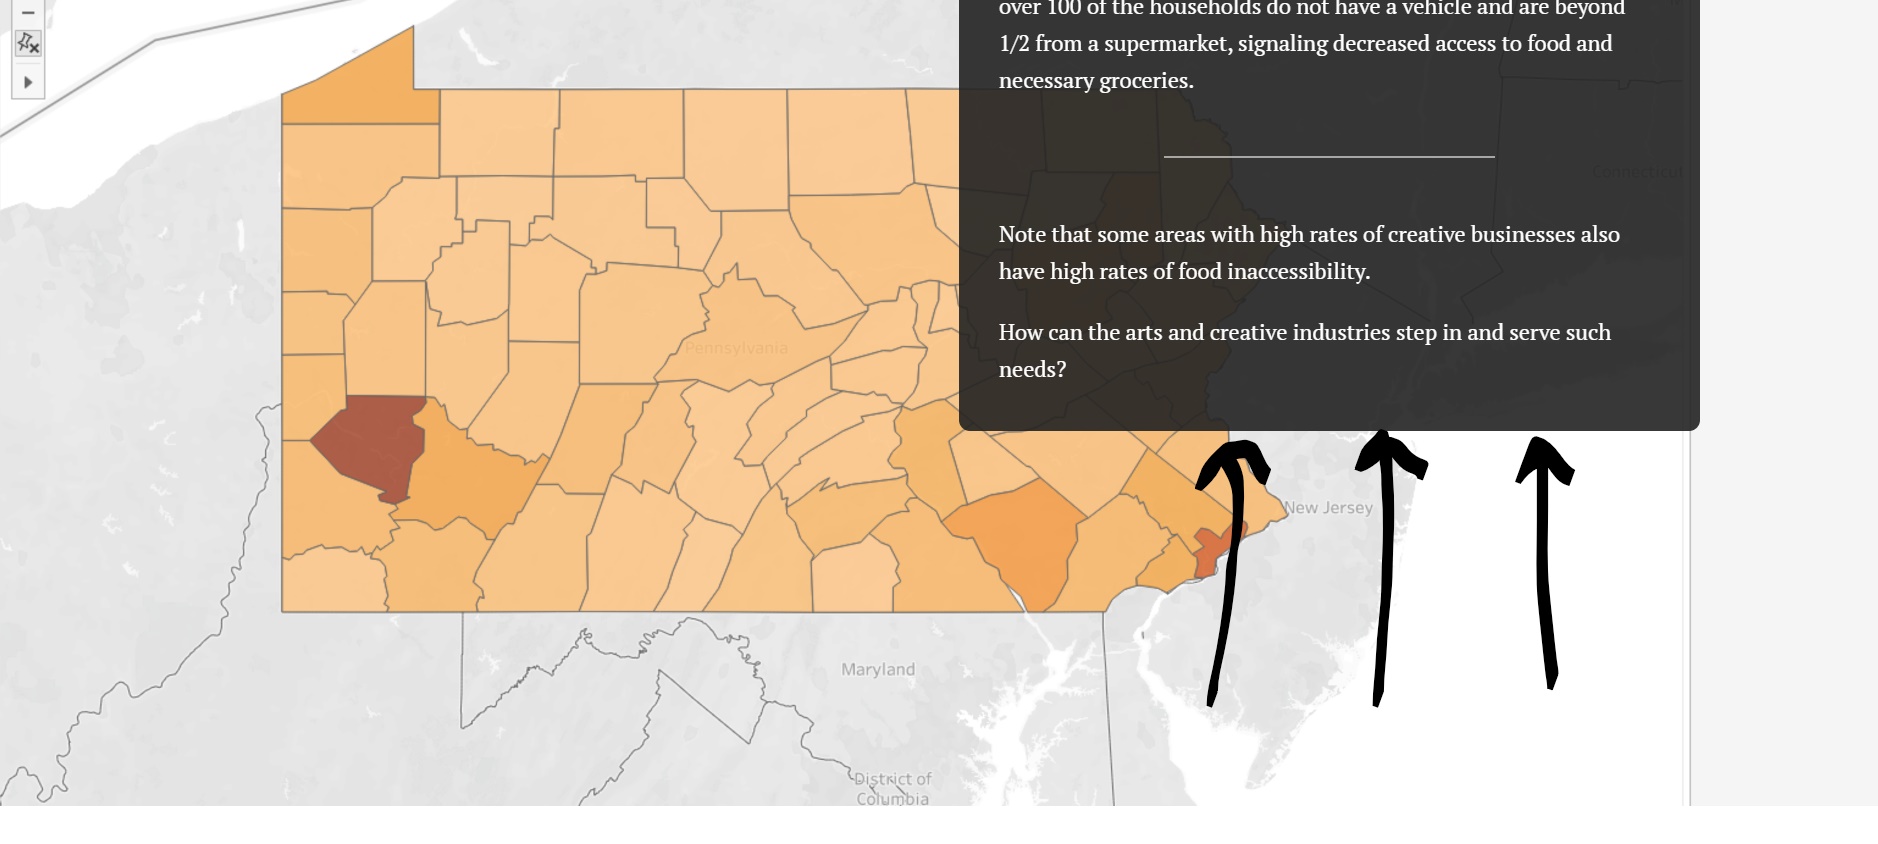 over 100 of the households do not have a vehicle and are beyond
1/2 from a supermarket, signaling decreased access to food and
necessary groceries.
Connecticut
Note that some areas with high rates of creative businesses also
have high rates of food inaccessibility.
How can the arts and creative industries step in and serve such
needs?
Pennsylvania
New Jersey
Maryland
District of
Columbia